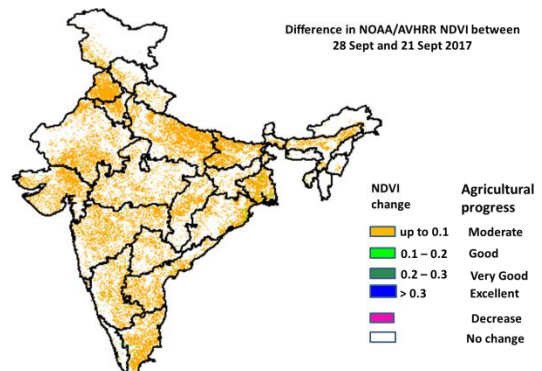 Difference in NOAA/AVHRR NDVI between
28 Sept and 21 Sept 2017
NDVI change
Agricultural progress
up to 0.1 Moderate
0.1 – 0.2 Good
0.2 – 0.3 Very Good
> 0.3 Excellent
Decrease
No change